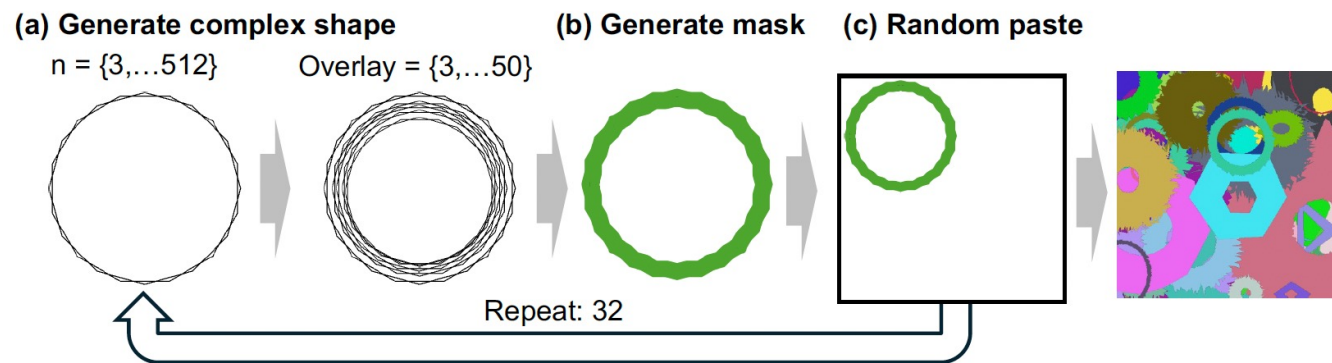 (a) Generate complex shape
n = {3,...512}
Overlay = {3,...50}
(b) Generate mask
(c) Random paste
Repeat: 32